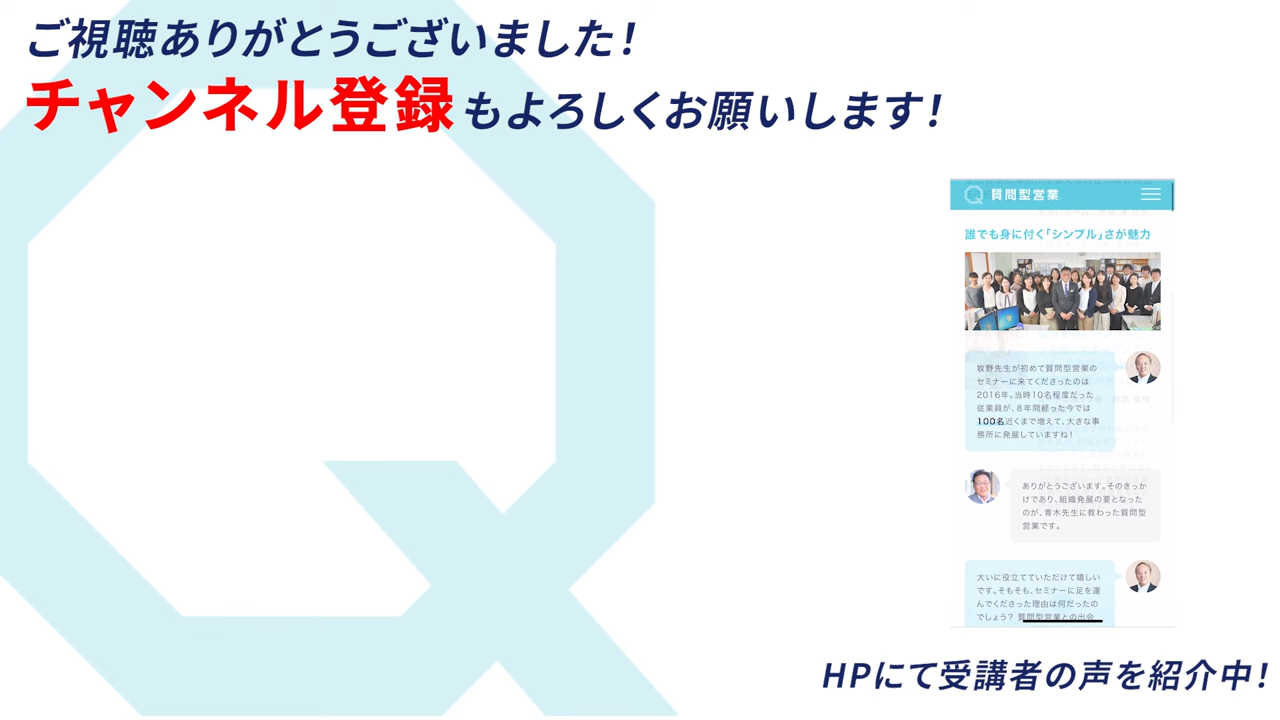 ご視聴ありがとうございました!
チャンネル登録もよろしくお願いします!
質問型営業
誰でも身に付く「シンプル」さが魅力
牧野先生が初めて質問型営業の
セミナーに来てくださったのは
2016年。当時10名程度だった
従業員が、8年間経った今では
100名近くまで増えて、大きな事
務所に発展していますね!
ありがとうございます。そのきっか
けであり、組織発展の要となった
のが、青木先生に教わった質問型
営業です。
大いに役立てていただけて嬉しい
です。そもそも、セミナーに足を運
んでくださった理由は何だったの
でしょう? 質問型営業との出会
HPにて受講者の声を紹介中!